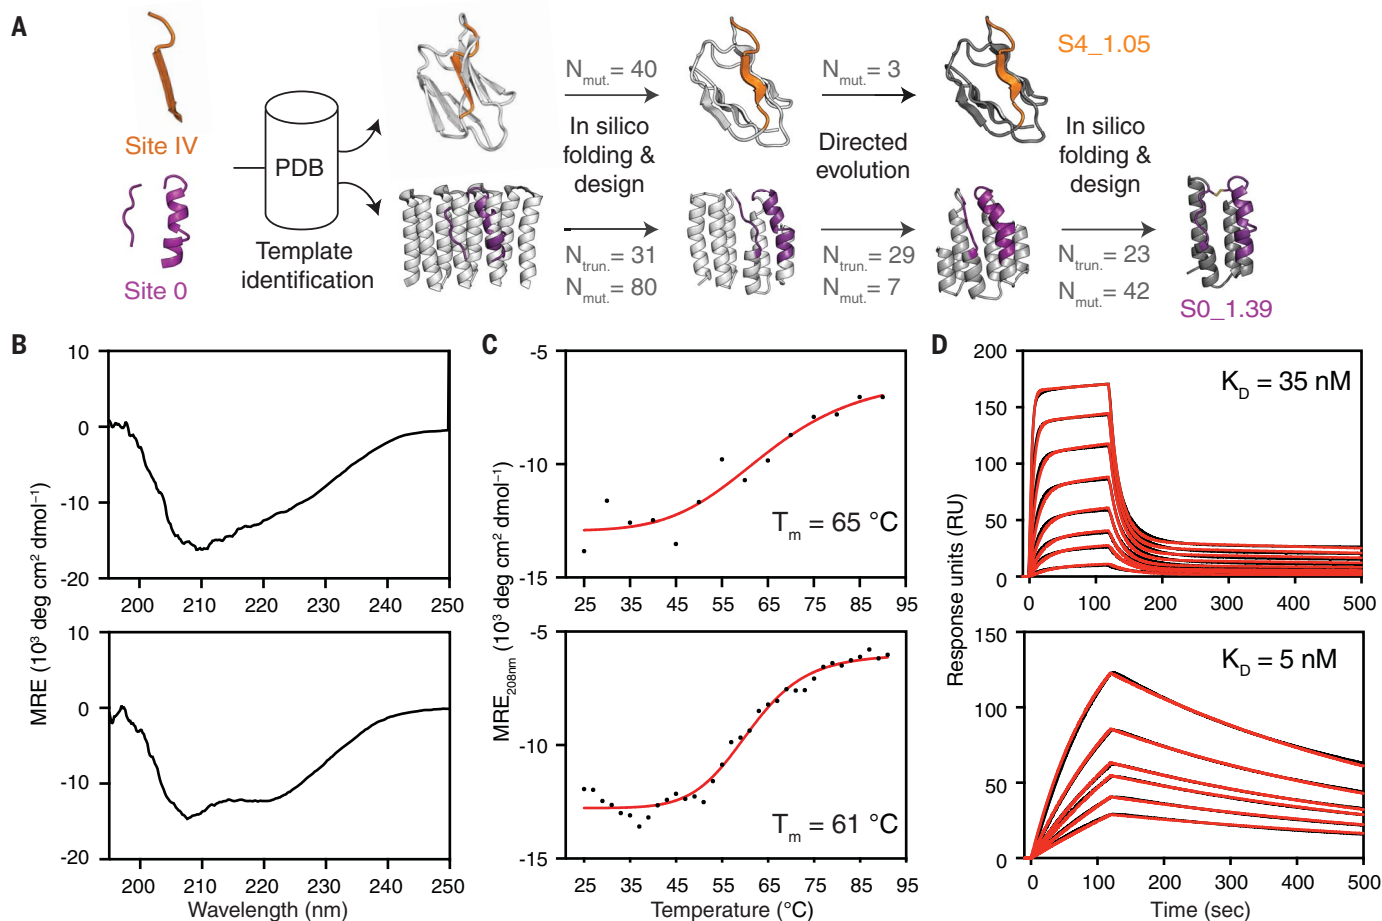 A
Site IV
Site 0
PDB
Template
identification
Nmut.= 40
In silico
folding &
design
Ntrun.= 31
Nmut.= 80
Nmut.= 3
Directed
evolution
Ntrun.= 29
Nmut.= 7
S4_1.05
In silico
folding &
design
Ntrun.= 23
Nmut.= 42
S0_1.39
B
MRE (10³ deg cm² dmol⁻¹)
10
0
-10
-20
200 210 220 230 240 250
10
0
-10
-20
200 210 220 230 240 250
Wavelength (nm)
C
MRE208nm (10³ deg cm² dmol⁻¹)
-5
-10
-15
Tm = 65 °C
25 35 45 55 65 75 85 95
-5
-10
-15
Tm = 61 °C
25 35 45 55 65 75 85 95
Temperature (°C)
D
Response units (RU)
200
150
100
50
0
KD = 35 nM
0 100 200 300 400 500
150
100
50
0
KD = 5 nM
0 100 200 300 400 500
Time (sec)